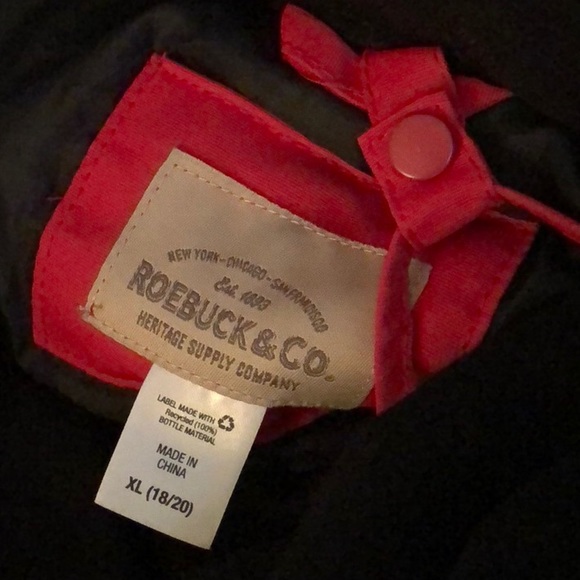 NEW YORK-CHICAGO-SAN FRANCISCO
Est. 1893
ROEBUCK & CO.
HERITAGE SUPPLY COMPANY
LABEL MADE WITH
Recycled (100%)
BOTTLE MATERIAL
MADE IN
CHINA
XL (18/20)